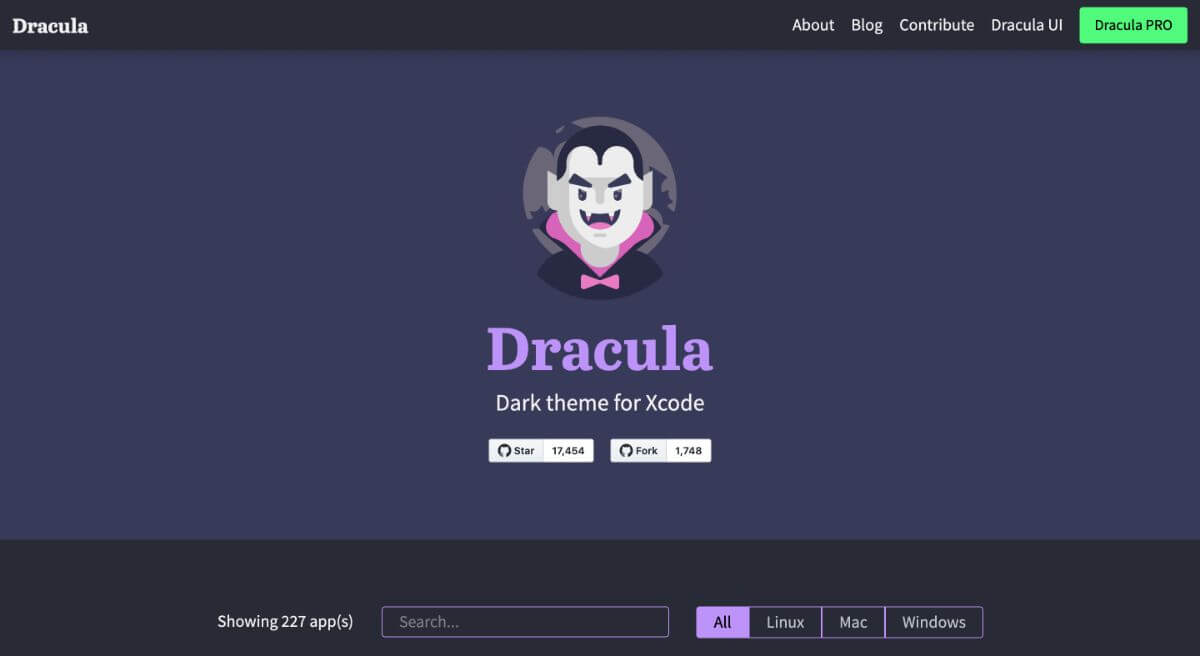 Dracula
About Blog Contribute Dracula UI Dracula PRO
Dracula
Dark theme for Xcode
Star 17,454 Fork 1,748
Showing 227 app(s) Search... All Linux Mac Windows